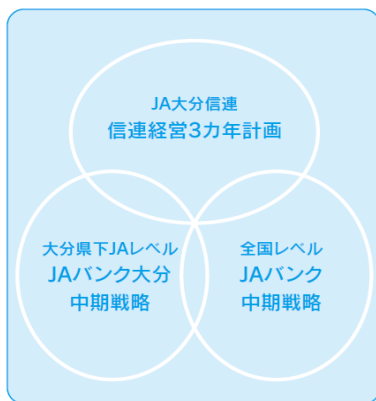 JA大分信連
信連経営3カ年計画
大分県下JAレベル
JAバンク大分
中期戦略
全国レベル
JAバンク
中期戦略